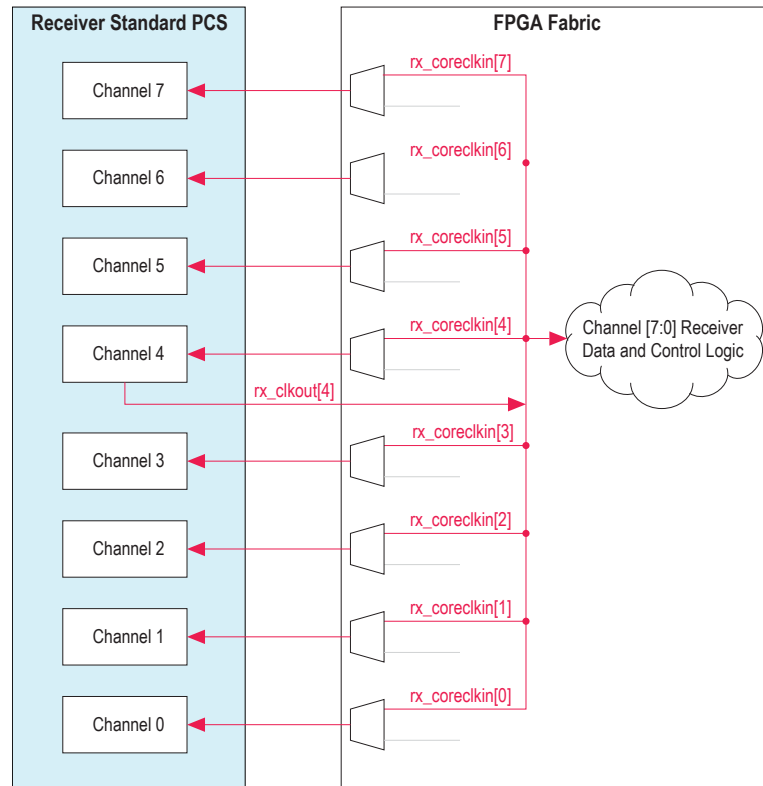 Receiver Standard PCS
FPGA Fabric
rx_coreclkin[7]
Channel 7
rx_coreclkin[6]
Channel 6
rx_coreclkin[5]
Channel 5
rx_coreclkin[4]
Channel 4
Channel [7:0] Receiver
Data and Control Logic
rx_clkout[4]
rx_coreclkin[3]
Channel 3
rx_coreclkin[2]
Channel 2
rx_coreclkin[1]
Channel 1
rx_coreclkin[0]
Channel 0